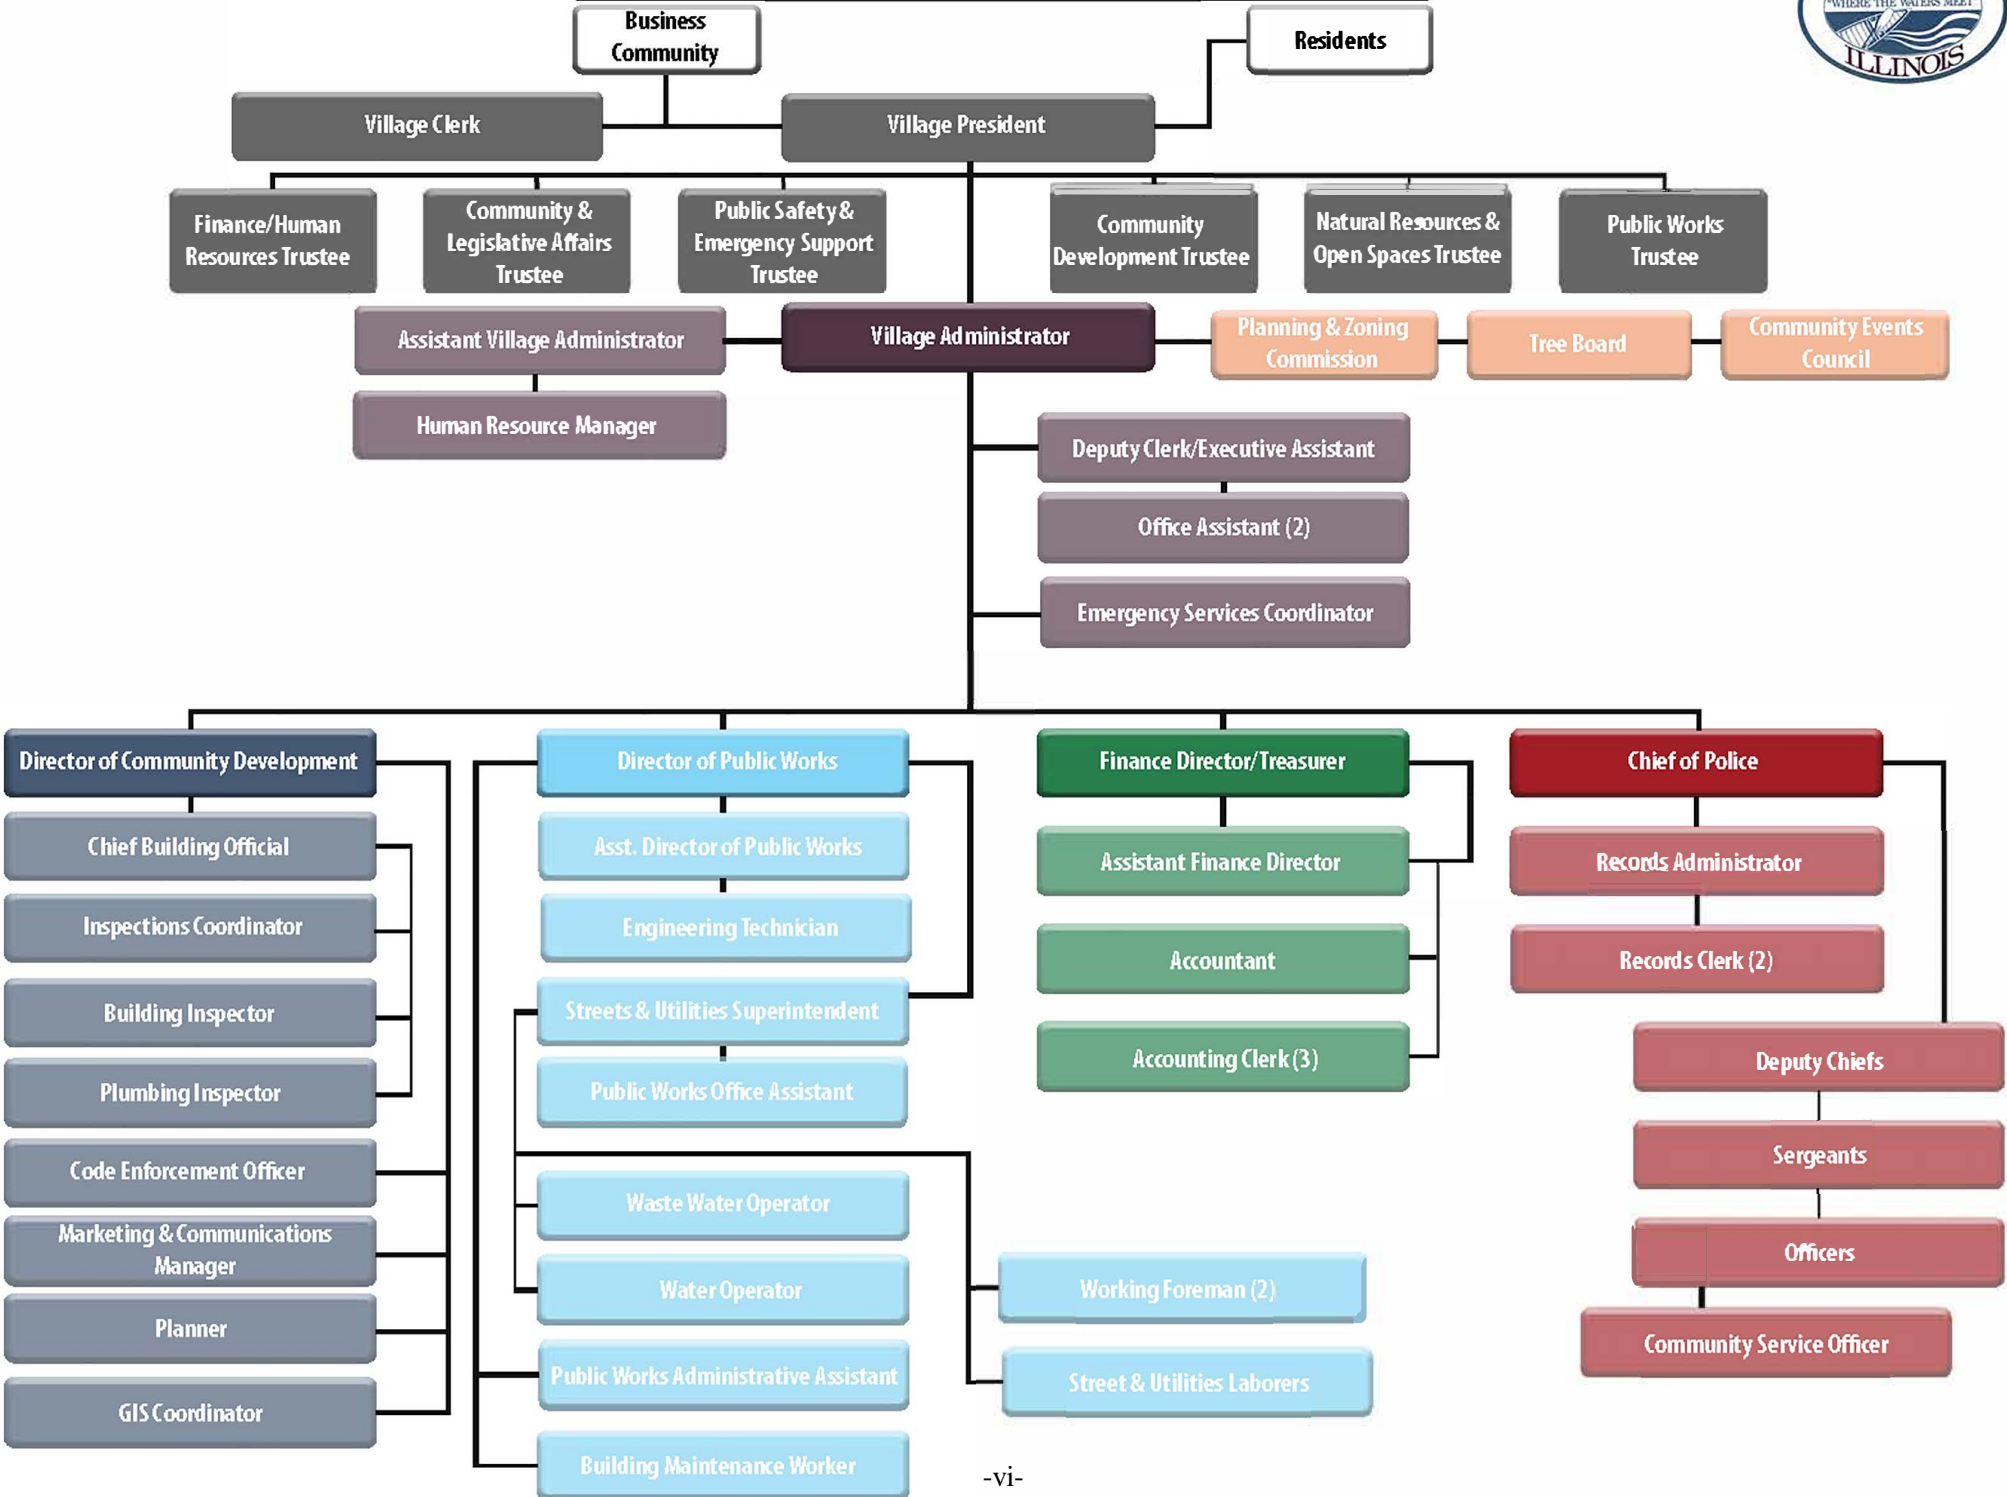 "WHERE THE WATERS MEET"
ILLINOIS
Business
Community
Residents
Village Clerk
Village President
Finance/Human
Resources Trustee
Community &
Legislative Affairs
Trustee
Public Safety &
Emergency Support
Trustee
Community
Development Trustee
Natural Resources &
Open Spaces Trustee
Public Works
Trustee
Assistant Village Administrator
Village Administrator
Planning & Zoning
Commission
Tree Board
Community Events
Council
Human Resource Manager
Deputy Clerk/Executive Assistant
Office Assistant (2)
Emergency Services Coordinator
Director of Community Development
Chief Building Official
Inspections Coordinator
Building Inspector
Plumbing Inspector
Code Enforcement Officer
Marketing & Communications
Manager
Planner
GIS Coordinator
Director of Public Works
Asst. Director of Public Works
Engineering Technician
Streets & Utilities Superintendent
Public Works Office Assistant
Waste Water Operator
Water Operator
Public Works Administrative Assistant
Building Maintenance Worker
Working Foreman (2)
Street & Utilities Laborers
Finance Director/Treasurer
Assistant Finance Director
Accountant
Accounting Clerk (3)
Chief of Police
Records Administrator
Records Clerk (2)
Deputy Chiefs
Sergeants
Officers
Community Service Officer
-vi-